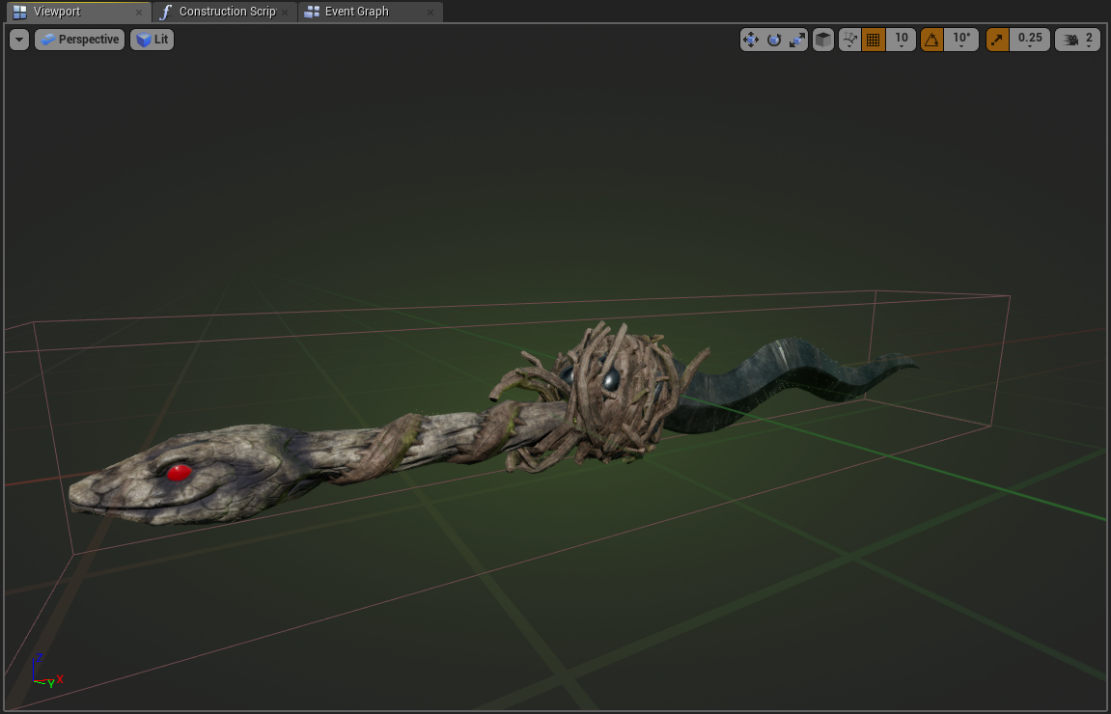 Viewport
Construction Scrip
Event Graph
Perspective
Lit
10
10°
0.25
2
Z
X
Y